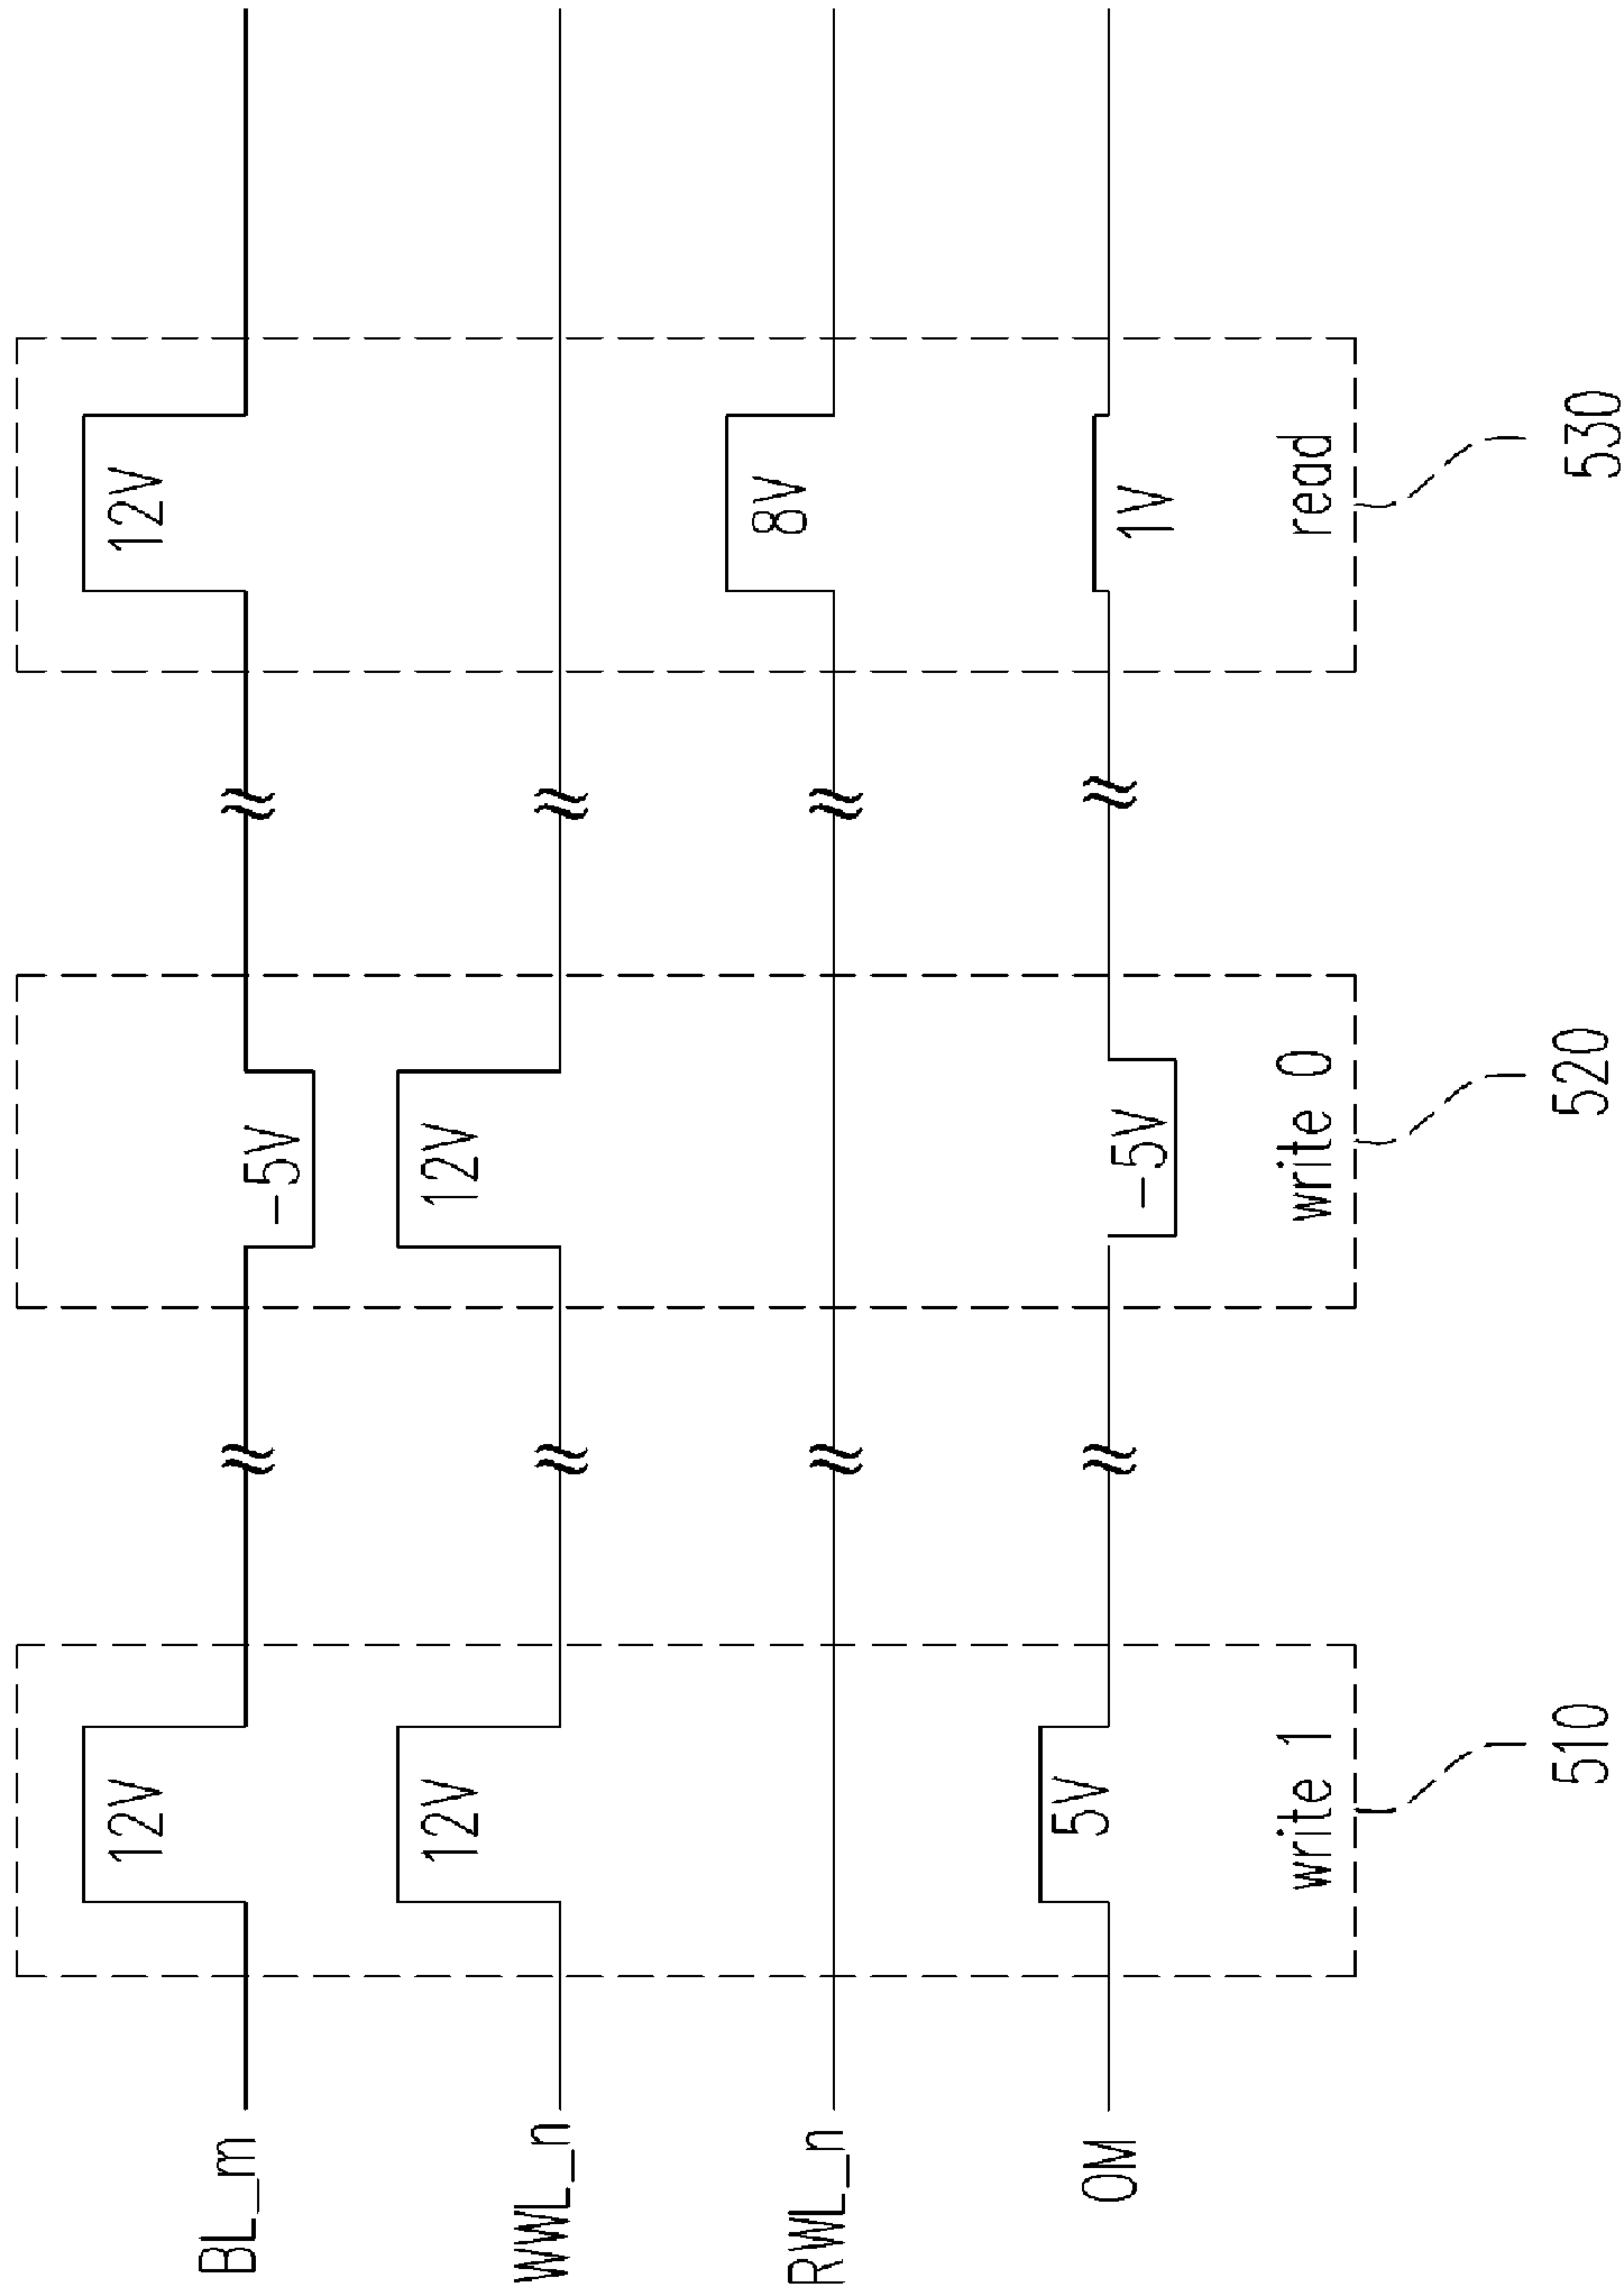 BL_m 12V -5V 12V
WWL_n 12V 12V
RWL_n 8V
OM 5V -5V 1V
write 1 write 0 read
510 520 530